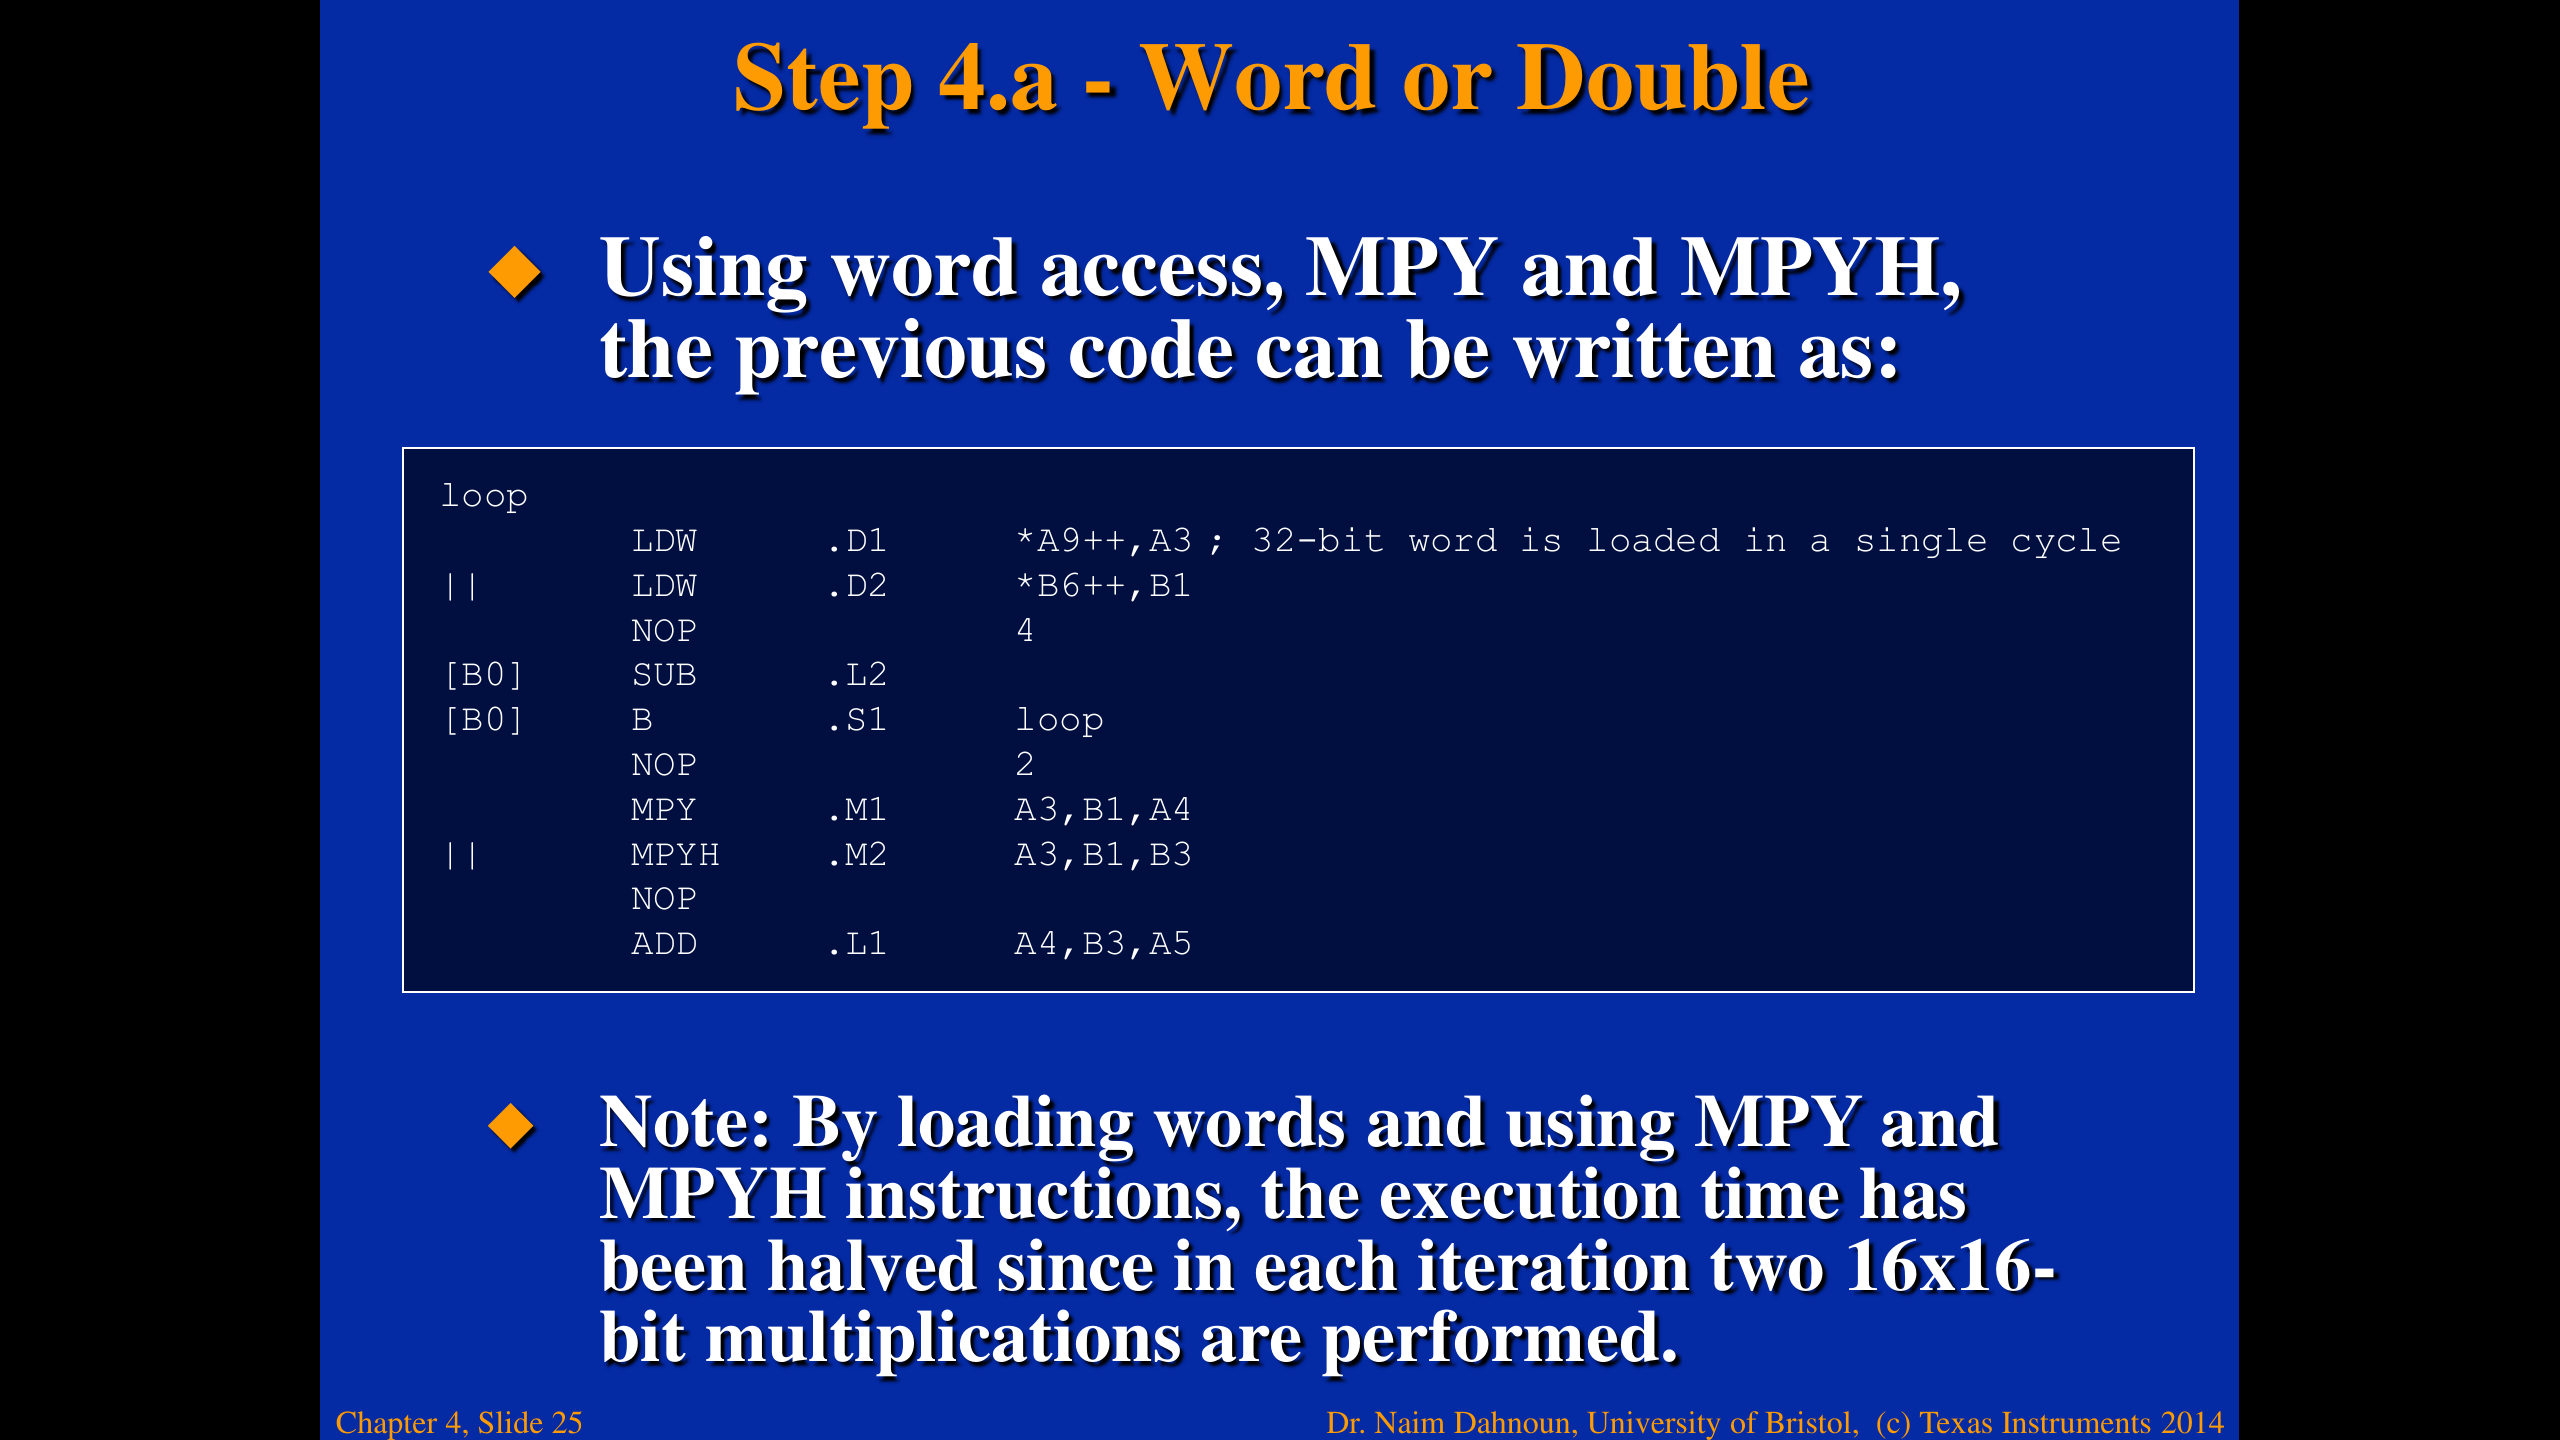 Step 4.a - Word or Double
◆ Using word access, MPY and MPYH,
the previous code can be written as:
loop
LDW .D1 *A9++,A3 ; 32-bit word is loaded in a single cycle
|| LDW .D2 *B6++,B1
NOP 4
[B0] SUB .L2
[B0] B .S1 loop
NOP 2
MPY .M1 A3,B1,A4
|| MPYH .M2 A3,B1,B3
NOP
ADD .L1 A4,B3,A5
◆ Note: By loading words and using MPY and
MPYH instructions, the execution time has
been halved since in each iteration two 16x16-
bit multiplications are performed.
Chapter 4, Slide 25
Dr. Naim Dahnoun, University of Bristol, (c) Texas Instruments 2014